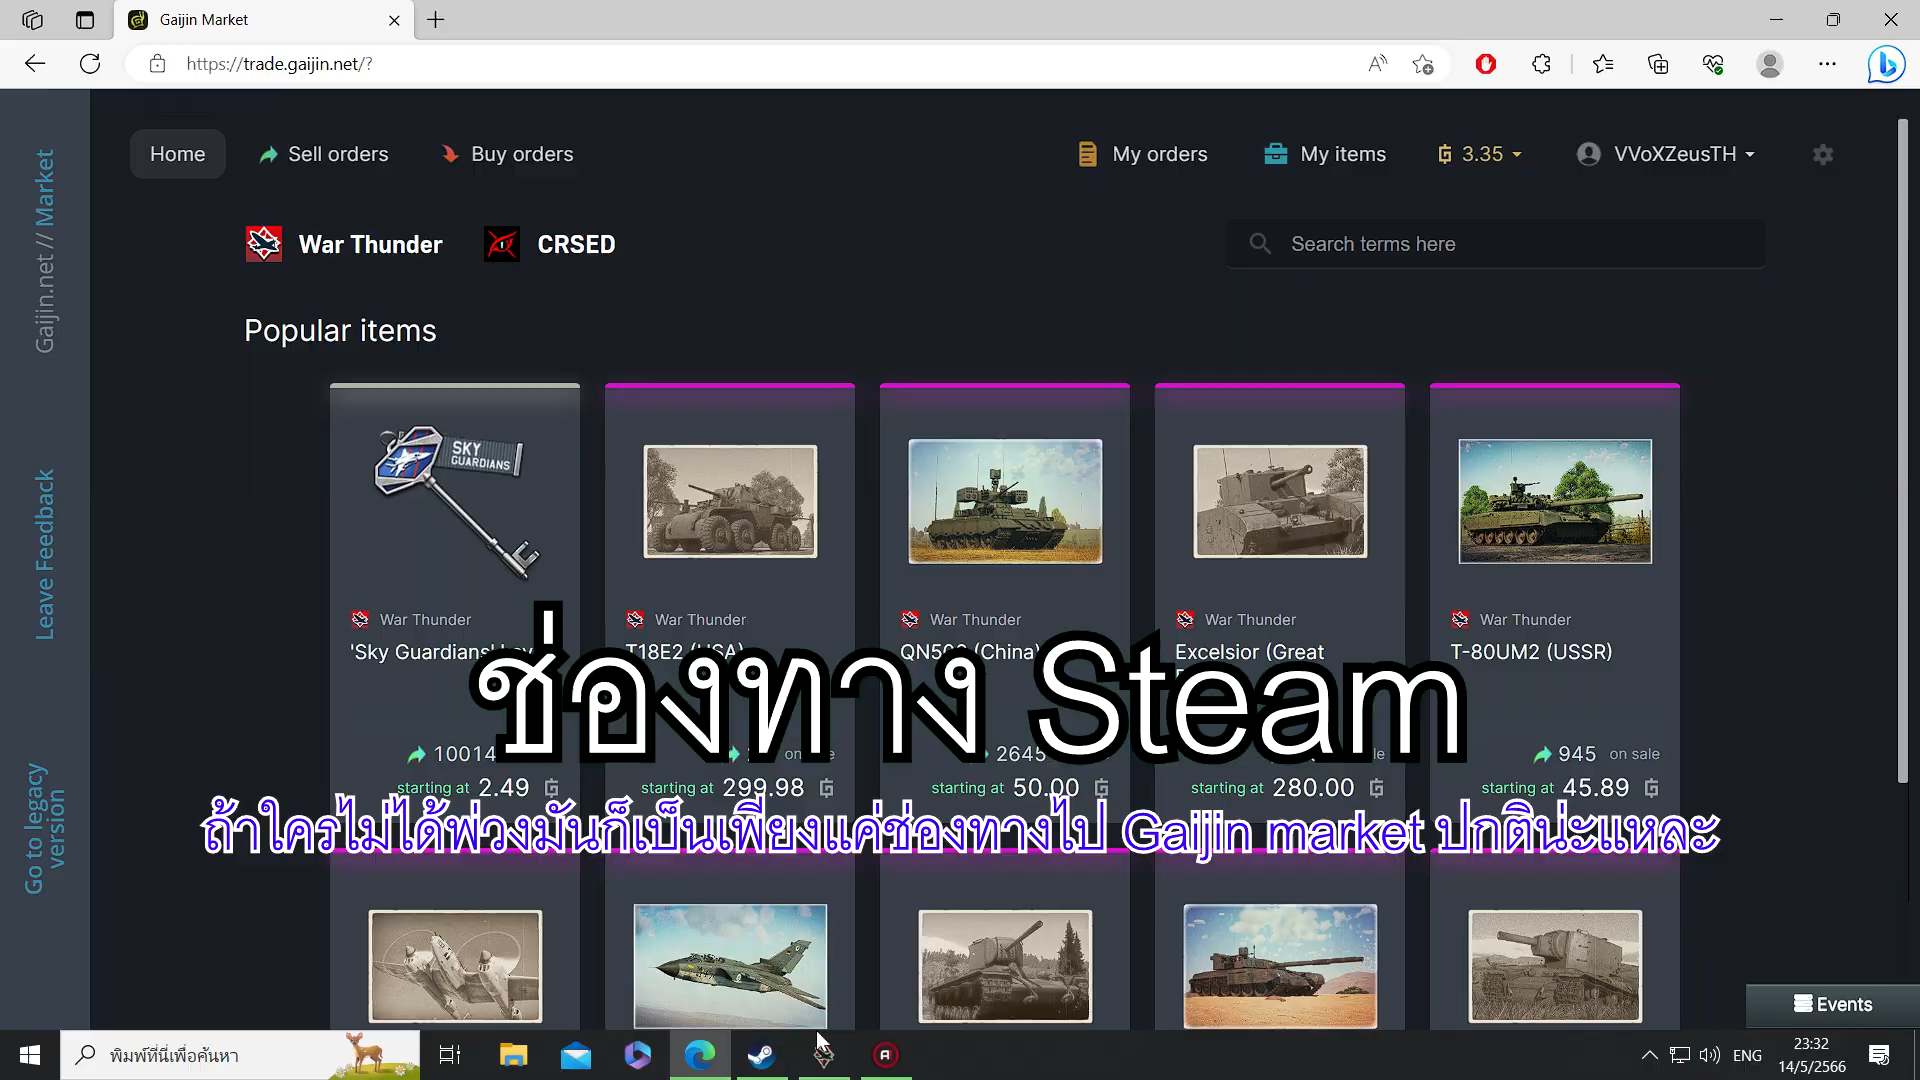 Gaijin Market
https://trade.gaijin.net/?
Gaijin.net // Market
Leave Feedback
Go to legacy
version
Home
Sell orders
Buy orders
My orders
My items
3.35
VVoXZeusTH
War Thunder
CRSED
Search terms here
Popular items
SKY
GUARDIANS
War Thunder
'Sky Guardians'
10014
starting at 2.49
War Thunder
T18E2 (USA)
starting at 299.98
War Thunder
QN506 (China)
2645
starting at 50.00
War Thunder
Excelsior (Great
starting at 280.00
War Thunder
T-80UM2 (USSR)
945 on sale
starting at 45.89
ช่องทาง Steam
ถ้าใครไม่ได้พ่วงมันก็เป็นเพียงแค่ช่องทางไป Gaijin market ปกติน่ะแหละ
Events
พิมพ์ที่นี่เพื่อค้นหา
ENG
23:32
14/5/2566